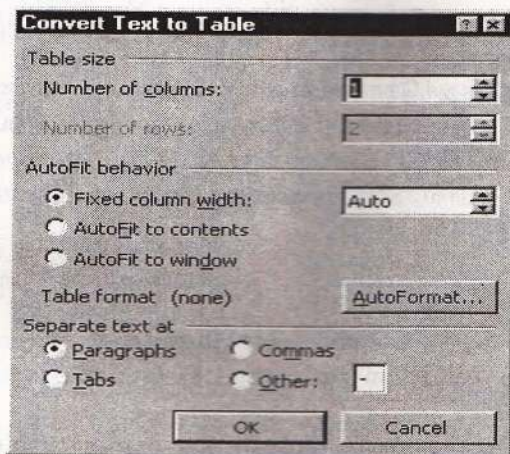 Convert Text to Table
Table size
Number of columns: 1
Number of rows: 2
AutoFit behavior
Fixed column width: Auto
AutoFit to contents
AutoFit to window
Table format (none) AutoFormat...
Separate text at
Paragraphs Commas
Tabs Other: -
OK Cancel